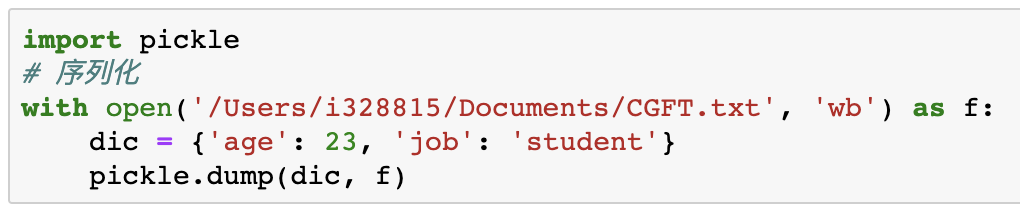 import pickle
# 序列化
with open('/Users/i328815/Documents/CGFT.txt', 'wb') as f:
    dic = {'age': 23, 'job': 'student'}
    pickle.dump(dic, f)